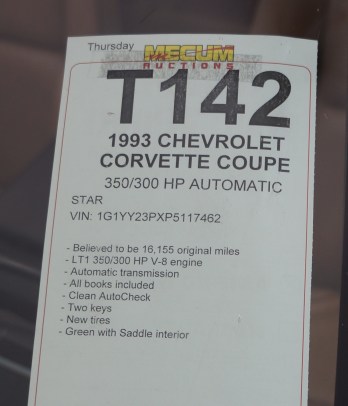 Thursday
MECUM
AUCTIONS
T142
1993 CHEVROLET
CORVETTE COUPE
350/300 HP AUTOMATIC
STAR
VIN: 1G1YY23PXP5117462
- Believed to be 16,155 original miles
- LT1 350/300 HP V-8 engine
- Automatic transmission
- All books included
- Clean AutoCheck
- Two keys
- New tires
- Green with Saddle interior